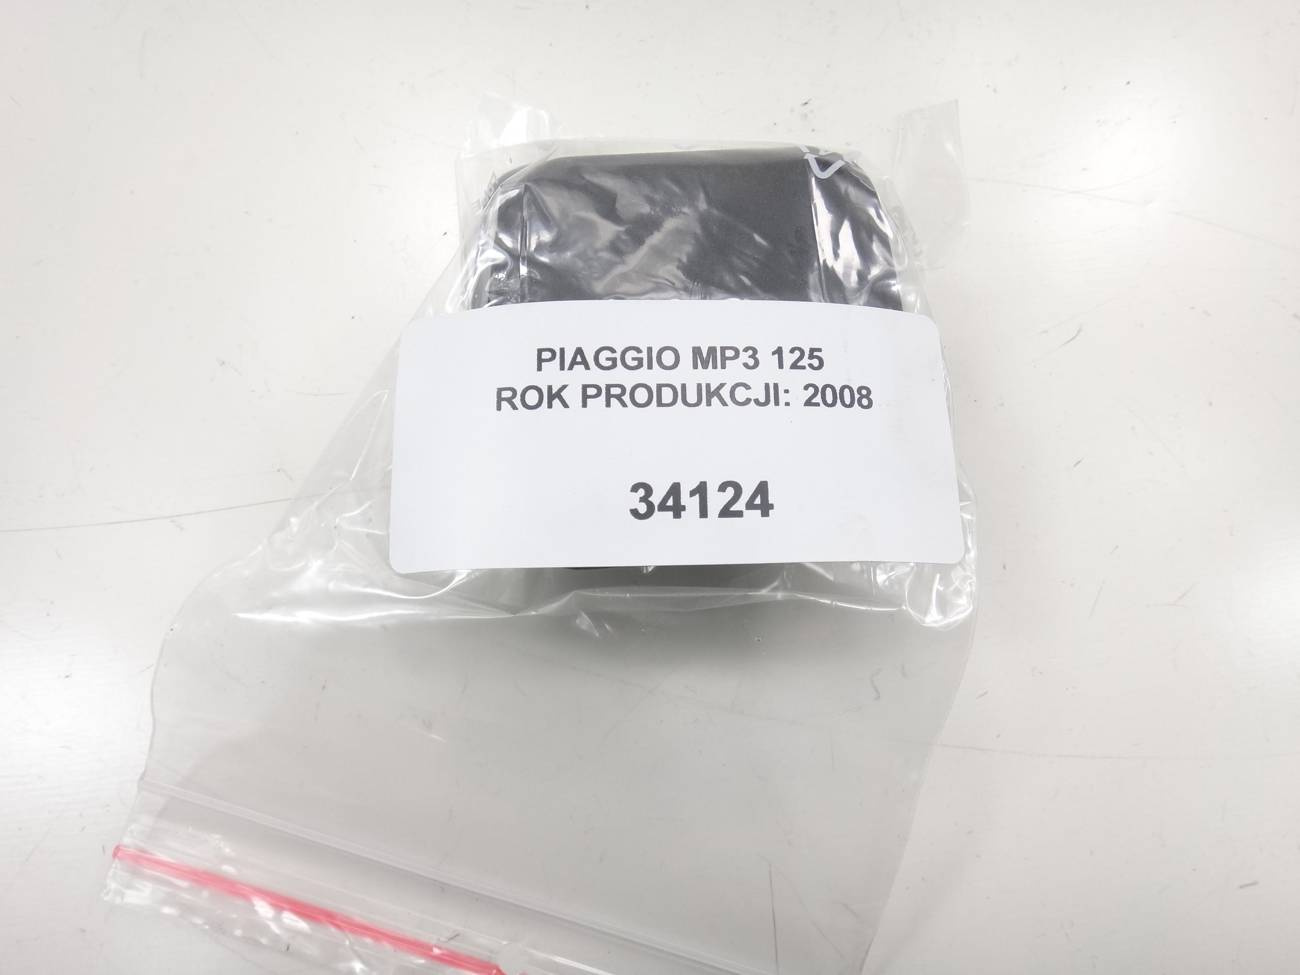 PIAGGIO MP3 125
ROK PRODUKCJI: 2008
34124